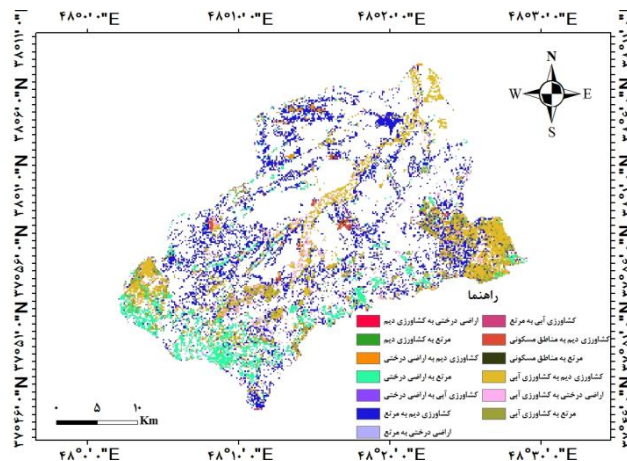 ۴۸°۰'۰"E ۴۸°۱۰'۰"E ۴۸°۲۰'۰"E ۴۸°۳۰'۰"E
N
W E
S
راهنما
اراضی درختی به کشاورزی دیم
مرتع به کشاورزی دیم
کشاورزی دیم به اراضی درختی
مرتع به اراضی درختی
کشاورزی آبی به اراضی درختی
کشاورزی دیم به مرتع
اراضی درختی به مرتع
کشاورزی آبی به مرتع
کشاورزی دیم به مناطق مسکونی
مرتع به مناطق مسکونی
کشاورزی دیم به کشاورزی آبی
اراضی درختی به کشاورزی آبی
مرتع به کشاورزی آبی
0 5 10
Km
۴۸°۰'۰"E ۴۸°۱۰'۰"E ۴۸°۲۰'۰"E ۴۸°۳۰'۰"E